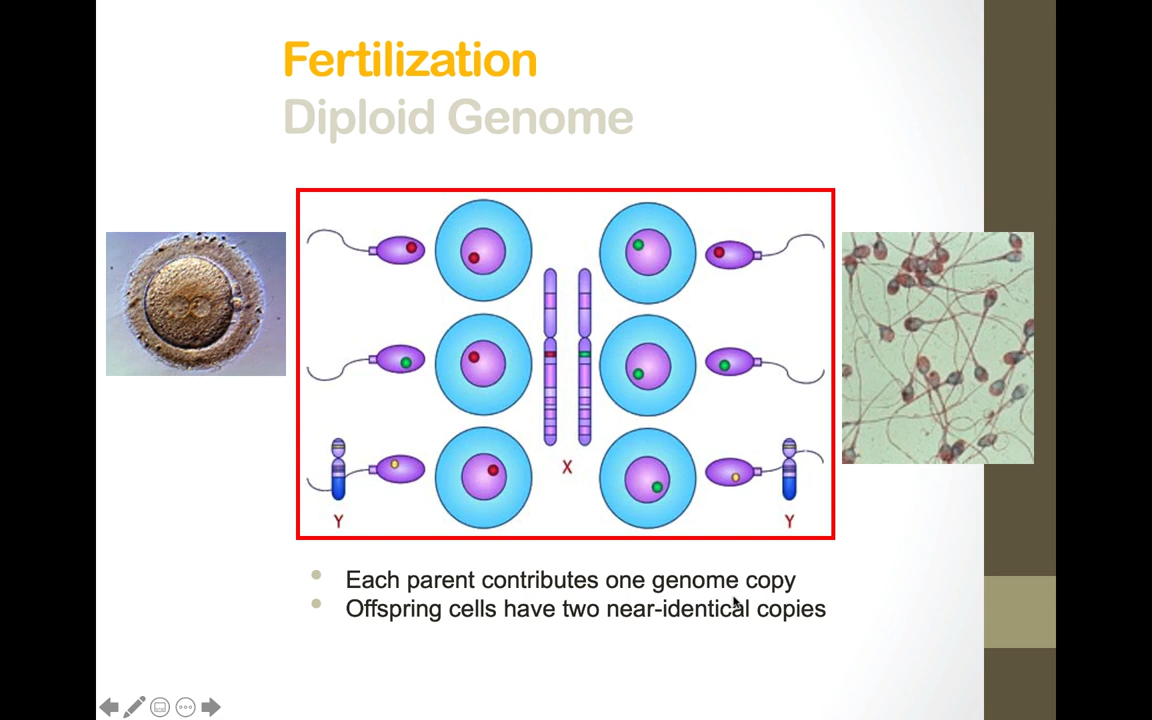 Fertilization
Diploid Genome
X
Y
Y
Each parent contributes one genome copy
Offspring cells have two near-identical copies